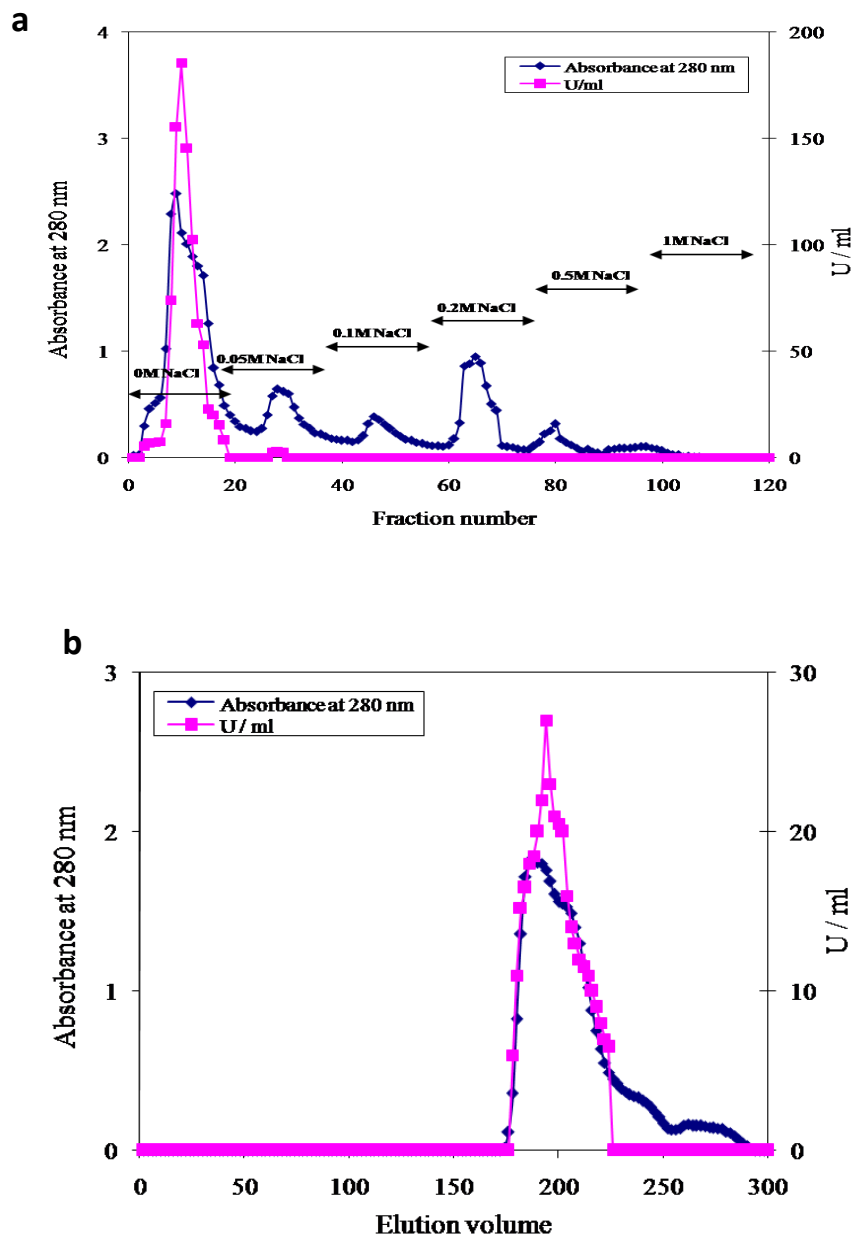 a
4
200
Absorbance at 280 nm
U/ml
3
150
Absorbance at 280 nm
2
100
U / ml
1M NaCl
0.5M NaCl
0.2M NaCl
0.1M NaCl
1
50
0.05M NaCl
0M NaCl
0
0
0 20 40 60 80 100 120
Fraction number
b
3
30
Absorbance at 280 nm
U / ml
2
20
Absorbance at 280 nm
U / ml
1
10
0
0
0 50 100 150 200 250 300
Elution volume